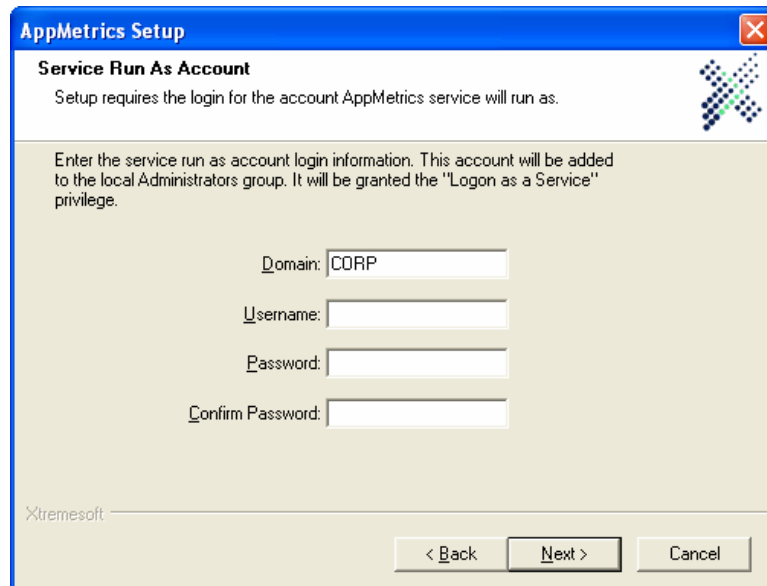 AppMetrics Setup
Service Run As Account
Setup requires the login for the account AppMetrics service will run as.
Enter the service run as account login information. This account will be added
to the local Administrators group. It will be granted the "Logon as a Service"
privilege.
Domain: CORP
Username:
Password:
Confirm Password:
Xtremesoft
< Back Next > Cancel